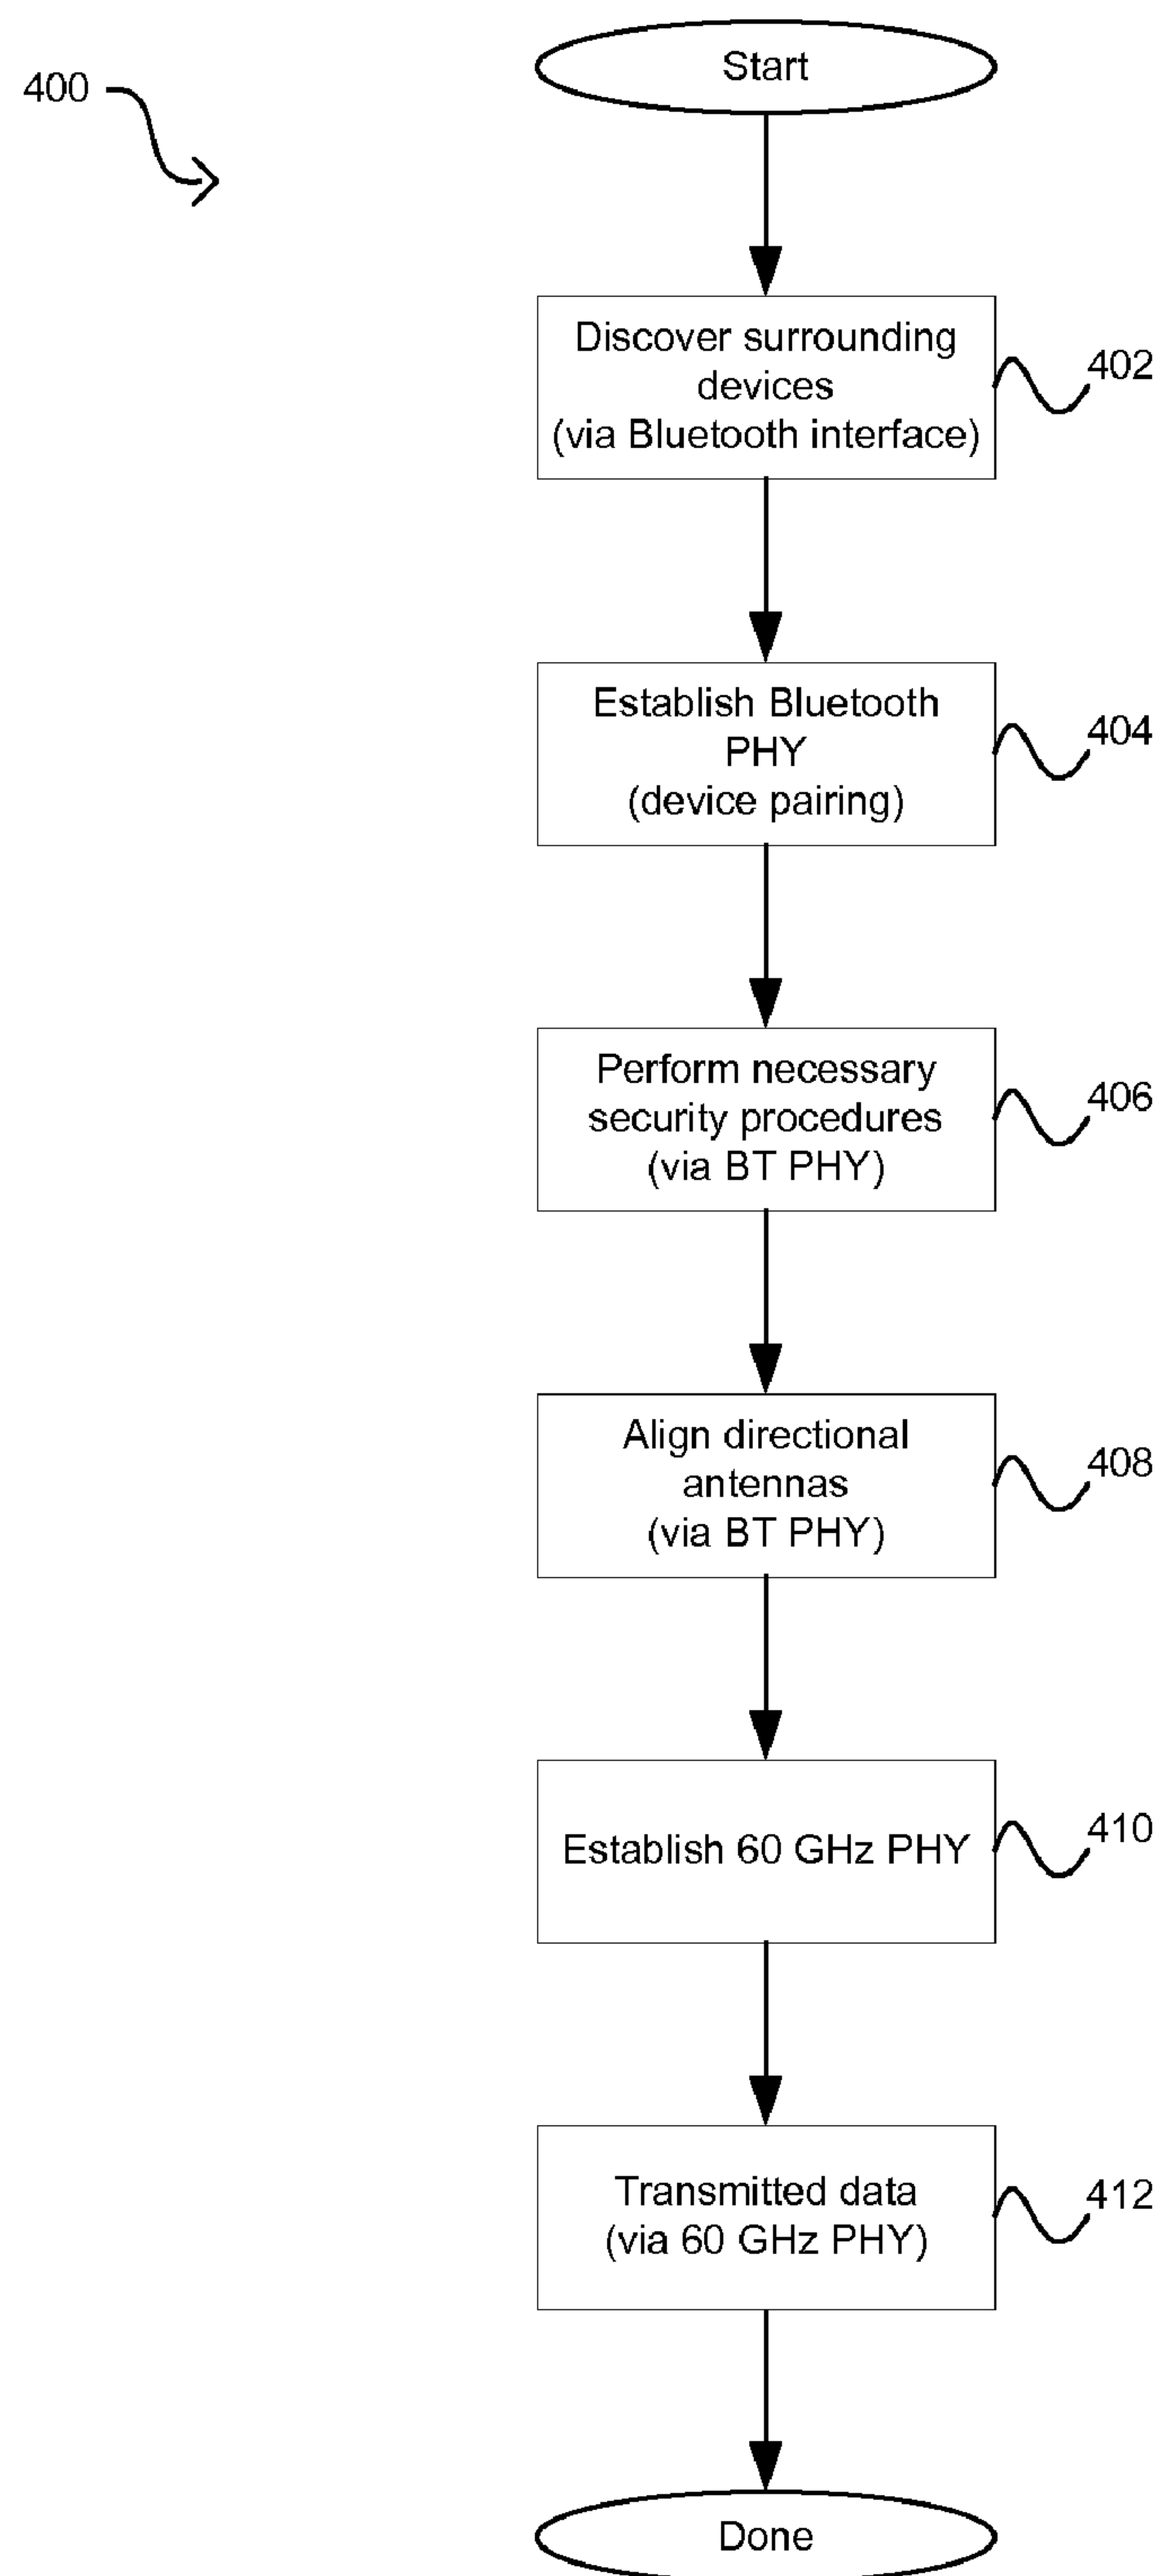 400
Start
Discover surrounding
devices
(via Bluetooth interface)
402
Establish Bluetooth
PHY
(device pairing)
404
Perform necessary
security procedures
(via BT PHY)
406
Align directional
antennas
(via BT PHY)
408
Establish 60 GHz PHY
410
Transmitted data
(via 60 GHz PHY)
412
Done